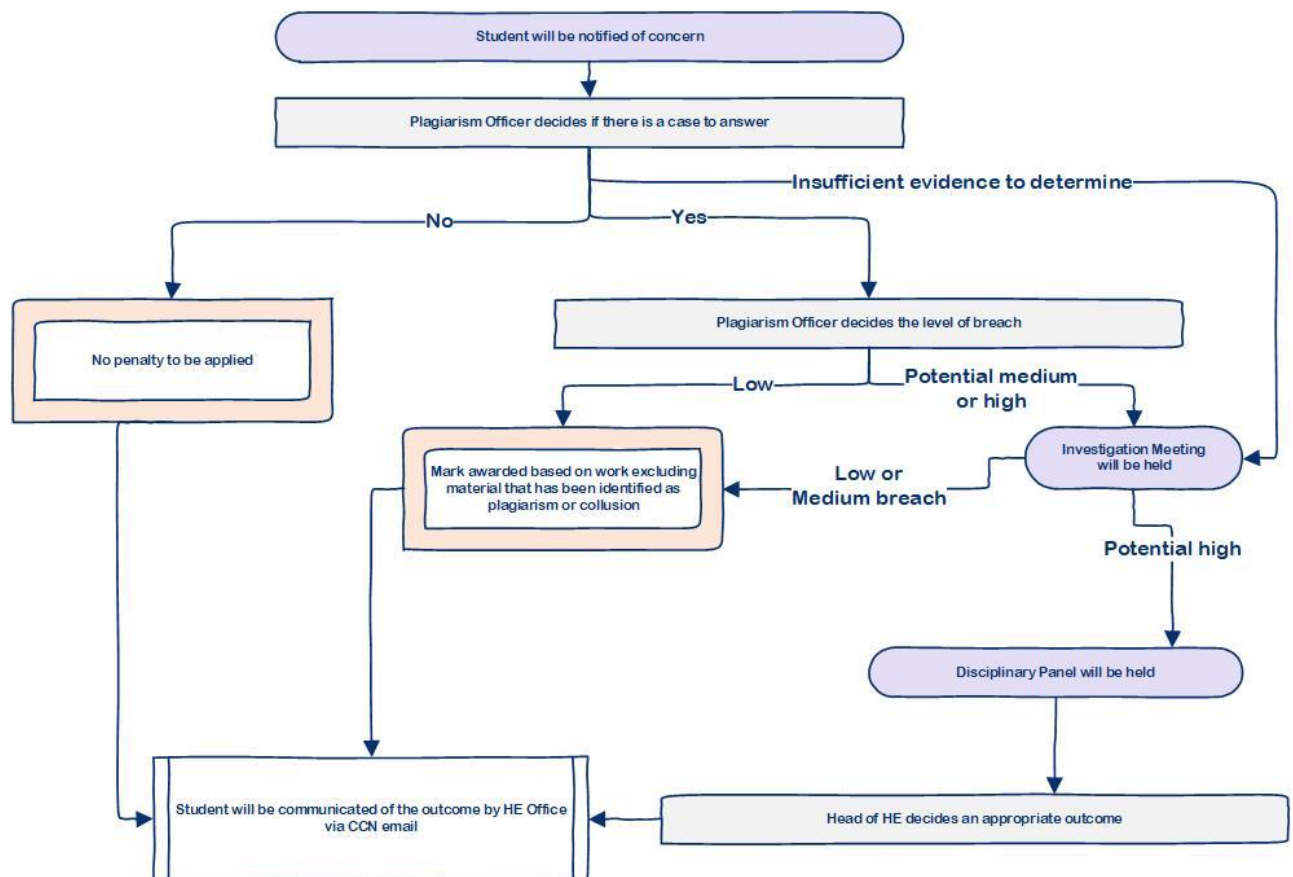 Student will be notified of concern
Plagiarism Officer decides if there is a case to answer
Insufficient evidence to determine
No
Yes
Plagiarism Officer decides the level of breach
No penalty to be applied
Low
Potential medium
or high
Investigation Meeting
will be held
Mark awarded based on work excluding
material that has been identified as
plagiarism or collusion
Low or
Medium breach
Potential high
Disciplinary Panel will be held
Student will be communicated of the outcome by HE Office
via CCN email
Head of HE decides an appropriate outcome